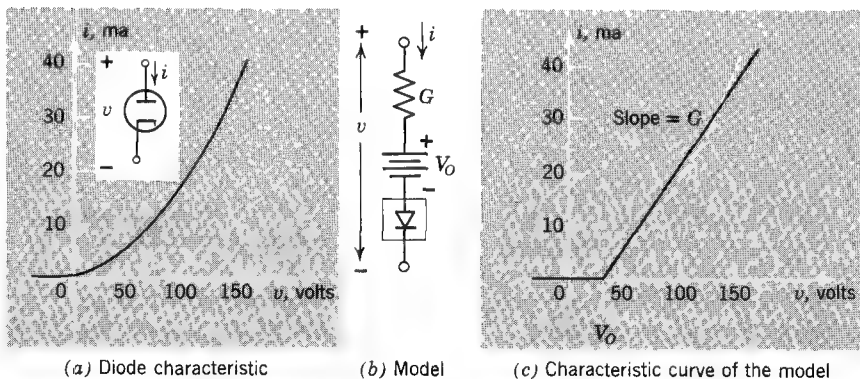 i, ma
40
30
20
10
0 50 100 150 v, volts
+
i
v
−
+
i
v
G
+
V_O
−
−
i, ma
40
30
20
10
Slope = G
0 50 100 150 v, volts
V_O
(a) Diode characteristic
(b) Model
(c) Characteristic curve of the model